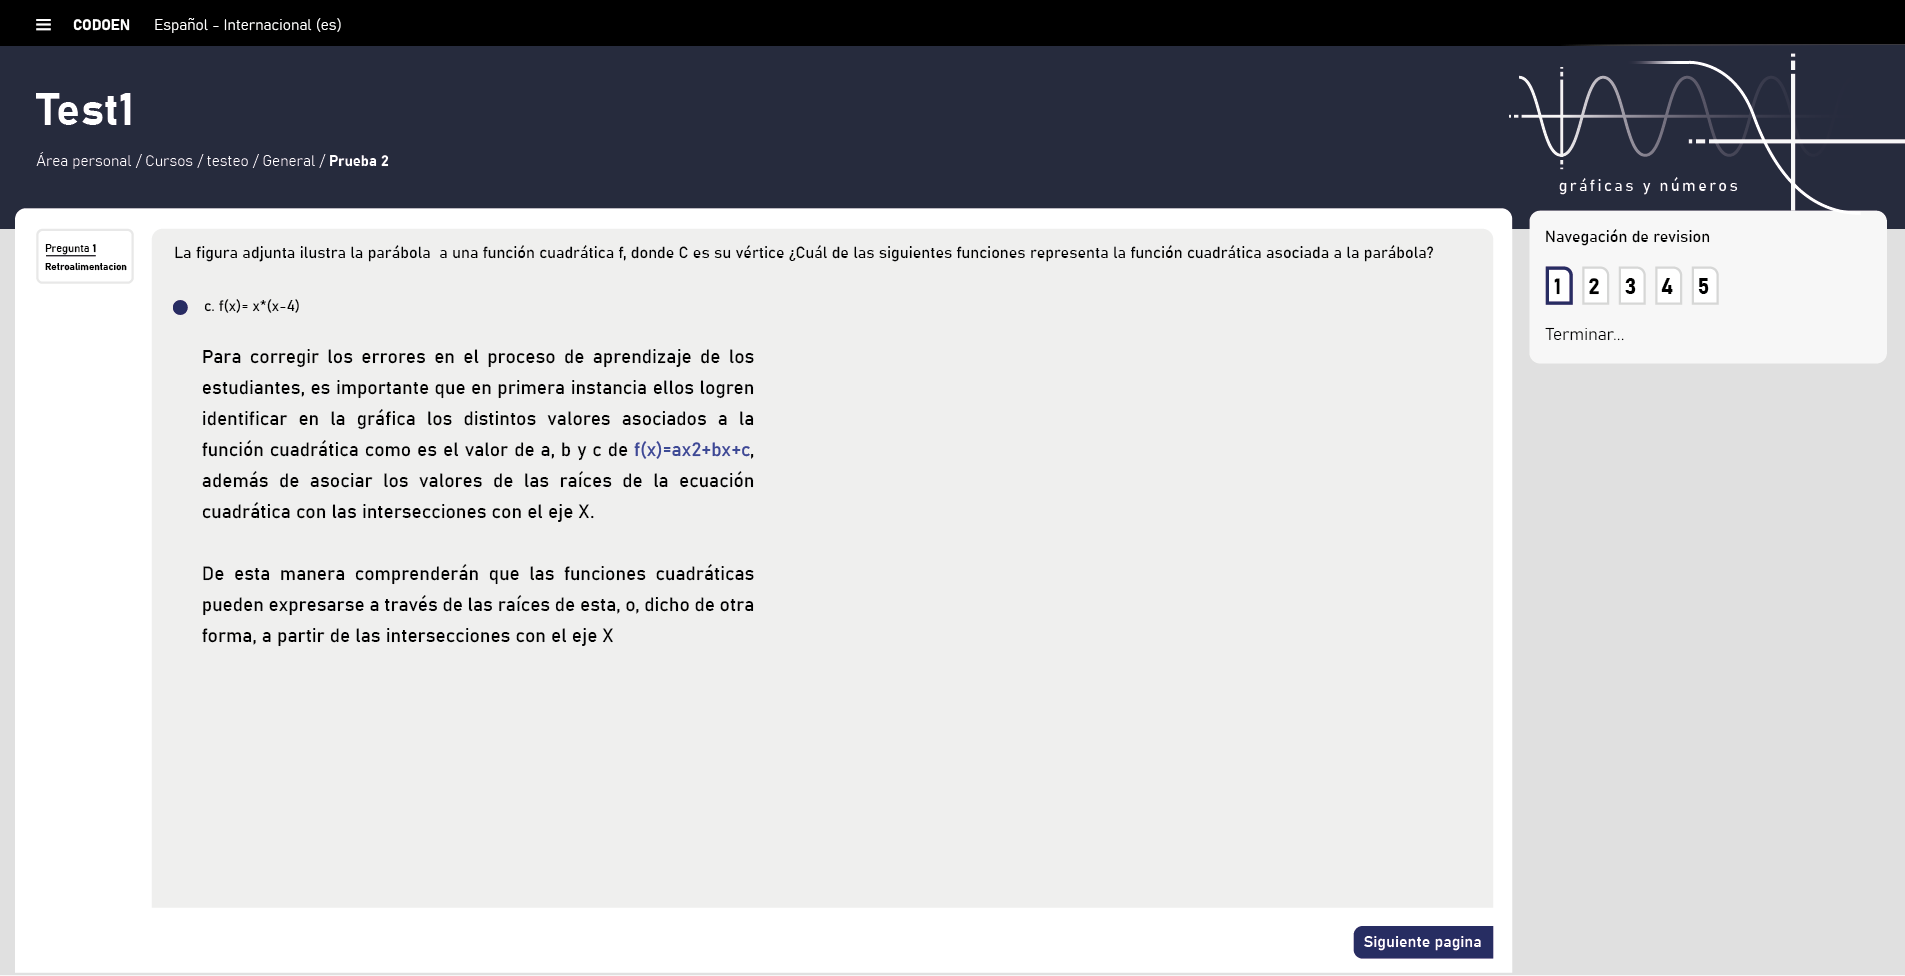 CODOEN Español - Internacional (es)
Test1
Área personal / Cursos / testeo / General / Prueba 2
gráficas y números
Pregunta 1
Retroalimentacion
La figura adjunta ilustra la parábola a una función cuadrática f, donde C es su vértice ¿Cuál de las siguientes funciones representa la función cuadrática asociada a la parábola?
c. f(x)= x*(x-4)
Para corregir los errores en el proceso de aprendizaje de los
estudiantes, es importante que en primera instancia ellos logren
identificar en la gráfica los distintos valores asociados a la
función cuadrática como es el valor de a, b y c de f(x)=ax2+bx+c,
además de asociar los valores de las raíces de la ecuación
cuadrática con las intersecciones con el eje X.
De esta manera comprenderán que las funciones cuadráticas
pueden expresarse a través de las raíces de esta, o, dicho de otra
forma, a partir de las intersecciones con el eje X
Siguiente pagina
Navegación de revision
1 2 3 4 5
Terminar...